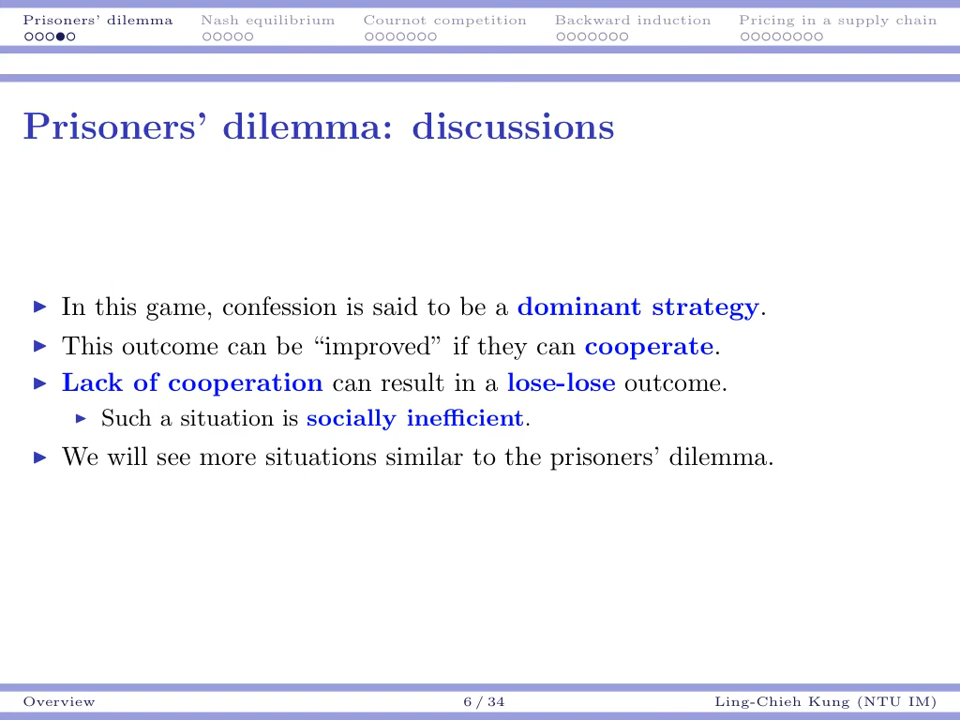 Prisoners' dilemma Nash equilibrium Cournot competition Backward induction Pricing in a supply chain
Prisoners' dilemma: discussions
In this game, confession is said to be a dominant strategy.
This outcome can be “improved” if they can cooperate.
Lack of cooperation can result in a lose-lose outcome.
Such a situation is socially inefficient.
We will see more situations similar to the prisoners' dilemma.
Overview 6 / 34 Ling-Chieh Kung (NTU IM)